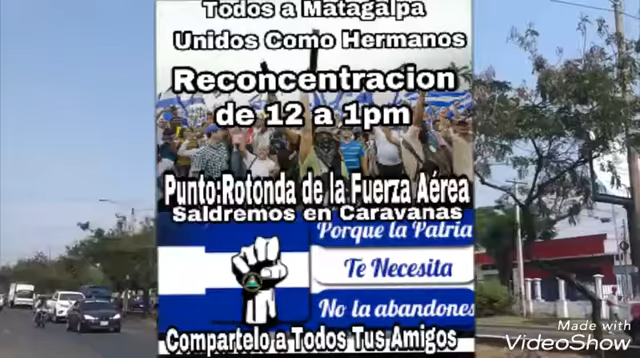 Todos a Matagalpa
Unidos Como Hermanos
Reconcentracion
de 12 a 1pm
Punto:Rotonda de la Fuerza Aérea
Saldremos en Caravanas
Porque la Patria
Te Necesita
No la abandones
Compartelo a Todos Tus Amigos
Made with
VideoShow